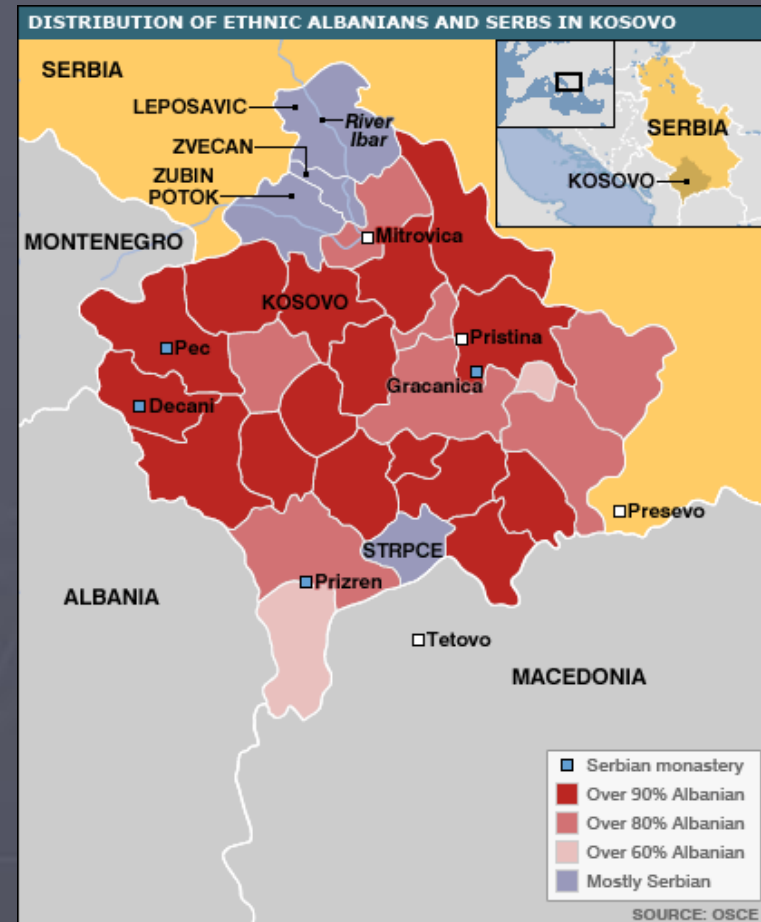 DISTRIBUTION OF ETHNIC ALBANIANS AND SERBS IN KOSOVO
SERBIA
LEPOSAVIC
River
Ibar
ZVECAN
ZUBIN
POTOK
SERBIA
KOSOVO
MONTENEGRO
Mitrovica
KOSOVO
Pec
Pristina
Gracanica
Decani
Presevo
STRPCE
Prizren
ALBANIA
Tetovo
MACEDONIA
Serbian monastery
Over 90% Albanian
Over 80% Albanian
Over 60% Albanian
Mostly Serbian
SOURCE: OSCE